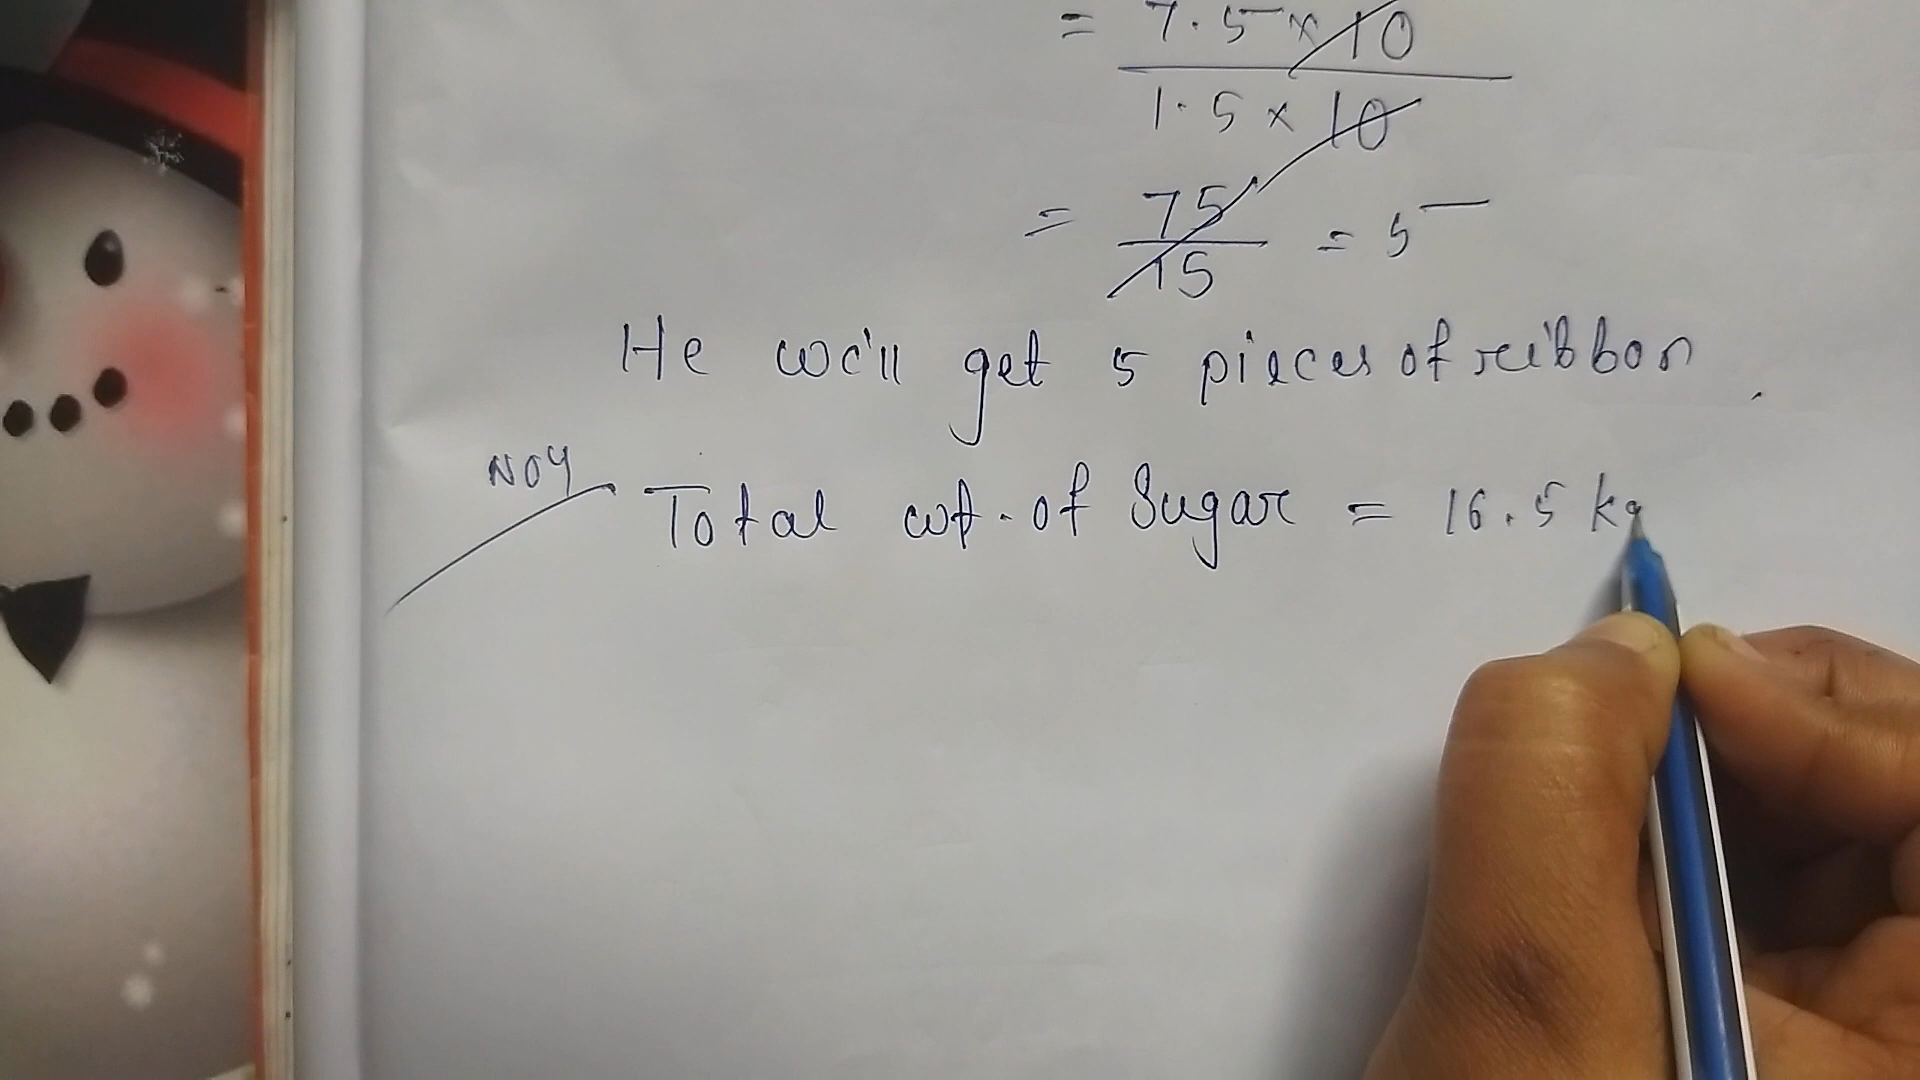 = 7.5 × 10
1.5 × 10
= 75
15
= 5
He will get 5 pieces of ribbon.
NO4 Total wt. of Sugar = 16.5 kg